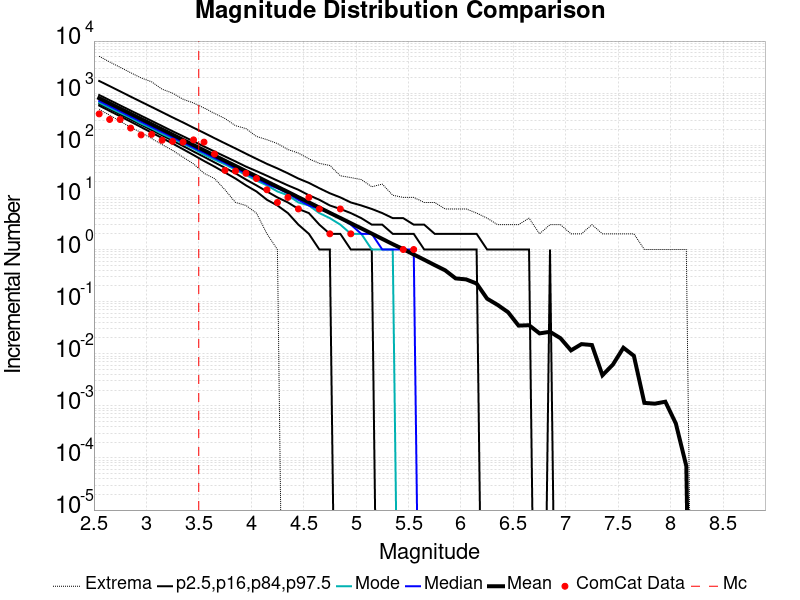 Magnitude Distribution Comparison
10^4
10^3
10^2
10^1
10^0
10^-1
10^-2
10^-3
10^-4
10^-5
Incremental Number
2.5 3 3.5 4 4.5 5 5.5 6 6.5 7 7.5 8 8.5
Magnitude
Extrema p2.5,p16,p84,p97.5 Mode Median Mean ComCat Data Mc